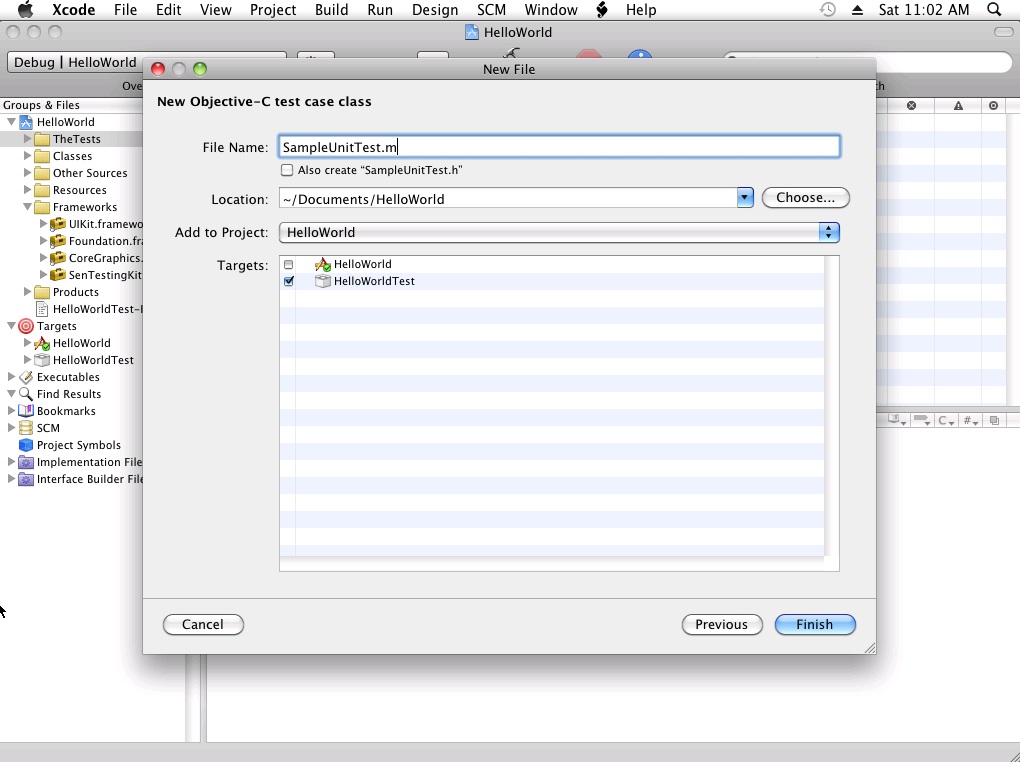 Xcode File Edit View Project Build Run Design SCM Window Help Sat 11:02 AM
HelloWorld
Debug | HelloWorld
New File
Groups & Files
New Objective-C test case class
HelloWorld
TheTests
Classes
Other Sources
Resources
Frameworks
UIKit.framewo
Foundation.fra
CoreGraphics.
SenTestingKit
Products
HelloWorldTest-
Targets
HelloWorld
HelloWorldTest
Executables
Find Results
Bookmarks
SCM
Project Symbols
Implementation File
Interface Builder File
File Name: SampleUnitTest.m
Also create “SampleUnitTest.h”
Location: ~/Documents/HelloWorld Choose...
Add to Project: HelloWorld
Targets: HelloWorld
HelloWorldTest
Cancel Previous Finish
C #